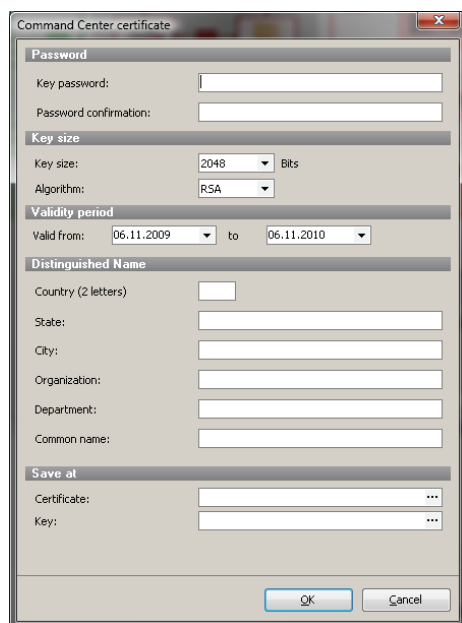 Command Center certificate
Password
Key password:
Password confirmation:
Key size
Key size: 2048 Bits
Algorithm: RSA
Validity period
Valid from: 06.11.2009 to 06.11.2010
Distinguished Name
Country (2 letters)
State:
City:
Organization:
Department:
Common name:
Save at
Certificate: ...
Key: ...
OK Cancel